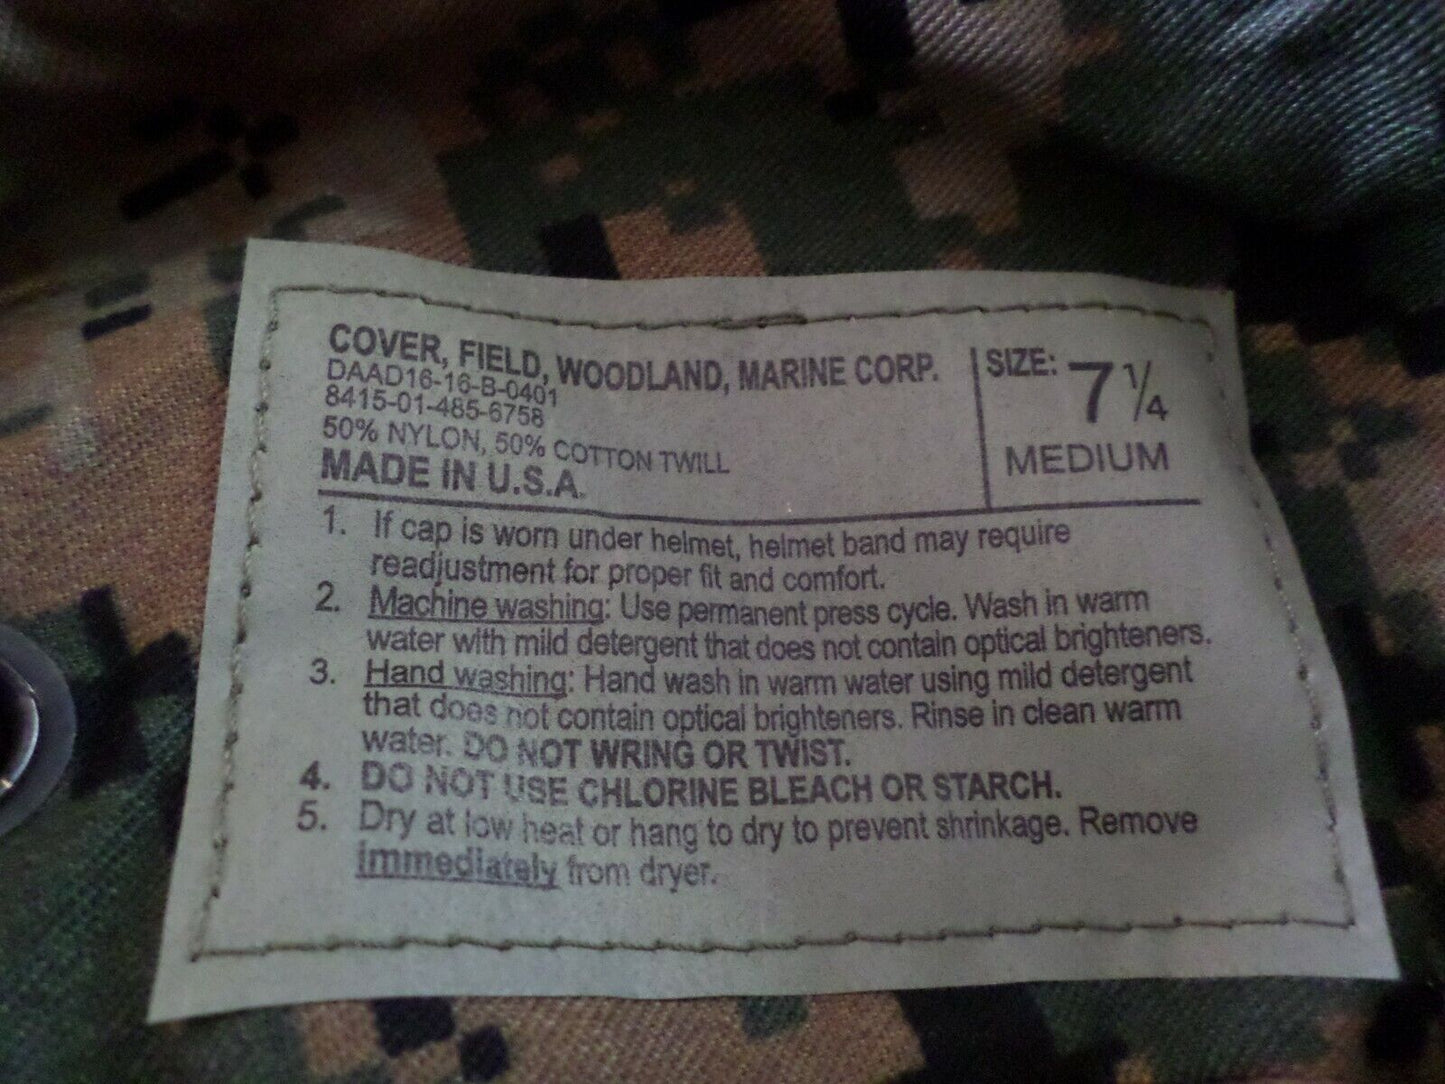 COVER, FIELD, WOODLAND, MARINE CORP.
DAAD16-16-B-0401
8415-01-485-6758
50% NYLON, 50% COTTON TWILL
MADE IN U.S.A.
SIZE: 7 1/4
MEDIUM
1. If cap is worn under helmet, helmet band may require
readjustment for proper fit and comfort.
2. Machine washing: Use permanent press cycle. Wash in warm
water with mild detergent that does not contain optical brighteners.
3. Hand washing: Hand wash in warm water using mild detergent
that does not contain optical brighteners. Rinse in clean warm
water. DO NOT WRING OR TWIST.
4. DO NOT USE CHLORINE BLEACH OR STARCH.
5. Dry at low heat or hang to dry to prevent shrinkage. Remove
immediately from dryer.